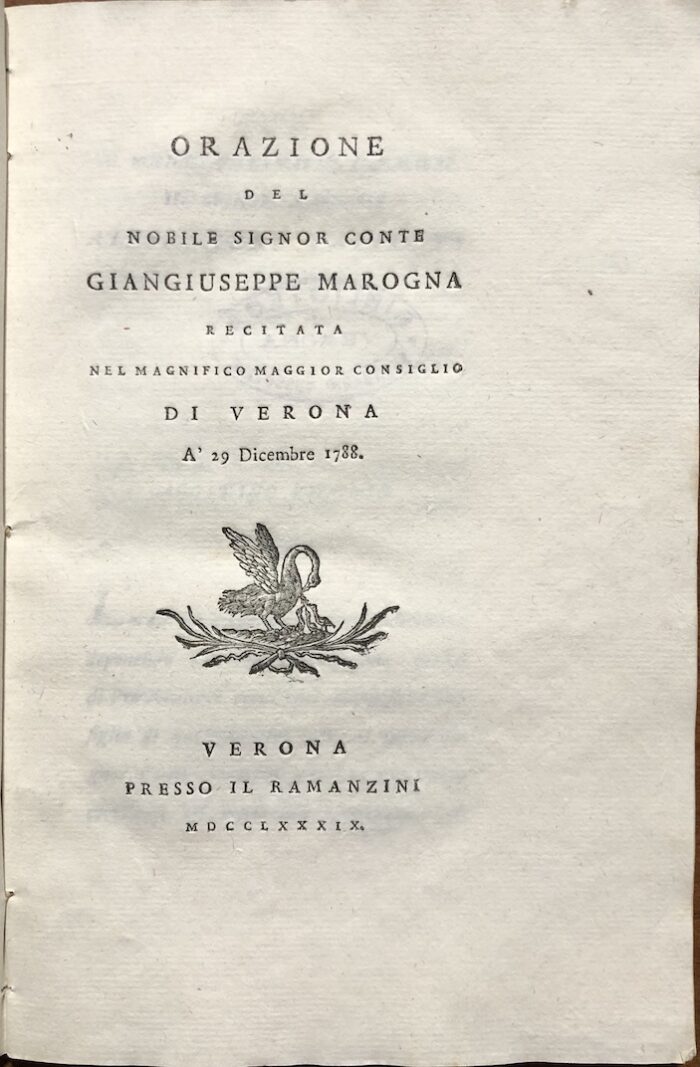 ORAZIONE
DEL
NOBILE SIGNOR CONTE
GIANGIUSEPPE MAROGNA
RECITATA
NEL MAGNIFICO MAGGIOR CONSIGLIO
DI VERONA
A' 29 Dicembre 1788.
VERONA
PRESSO IL RAMANZINI
MDCCLXXXIX.